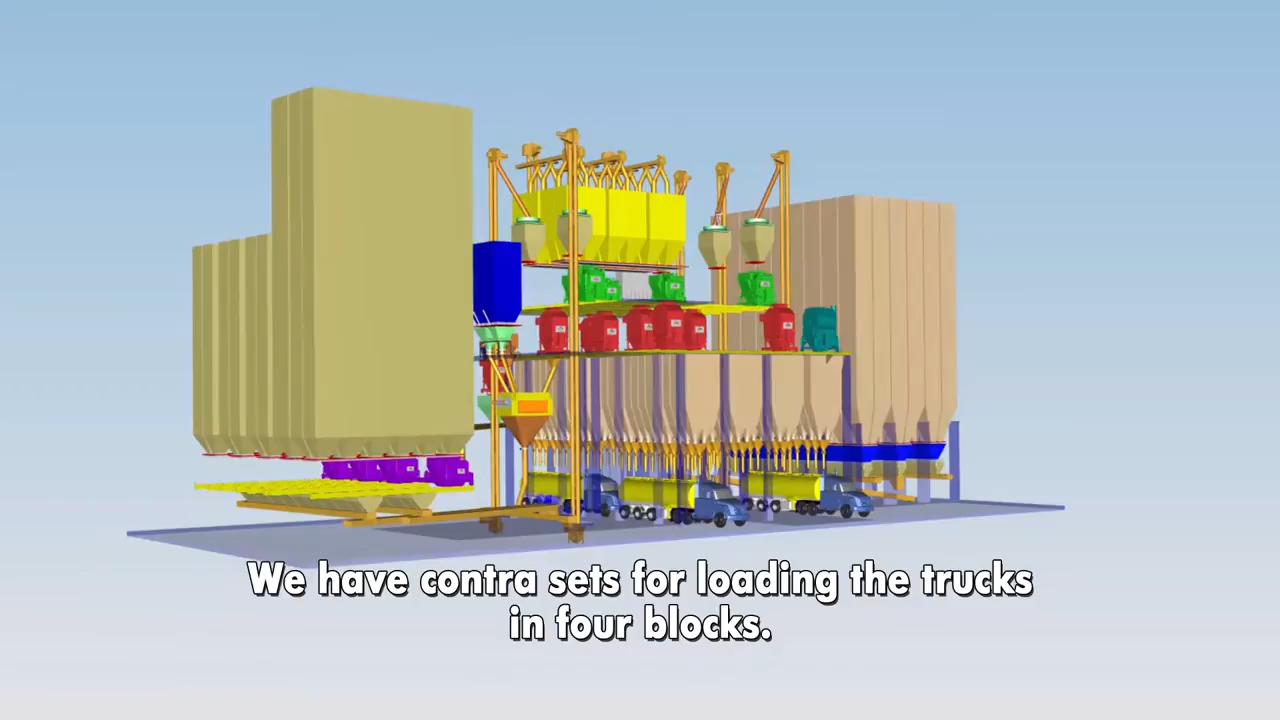 We have contra sets for loading the trucks
in four blocks.